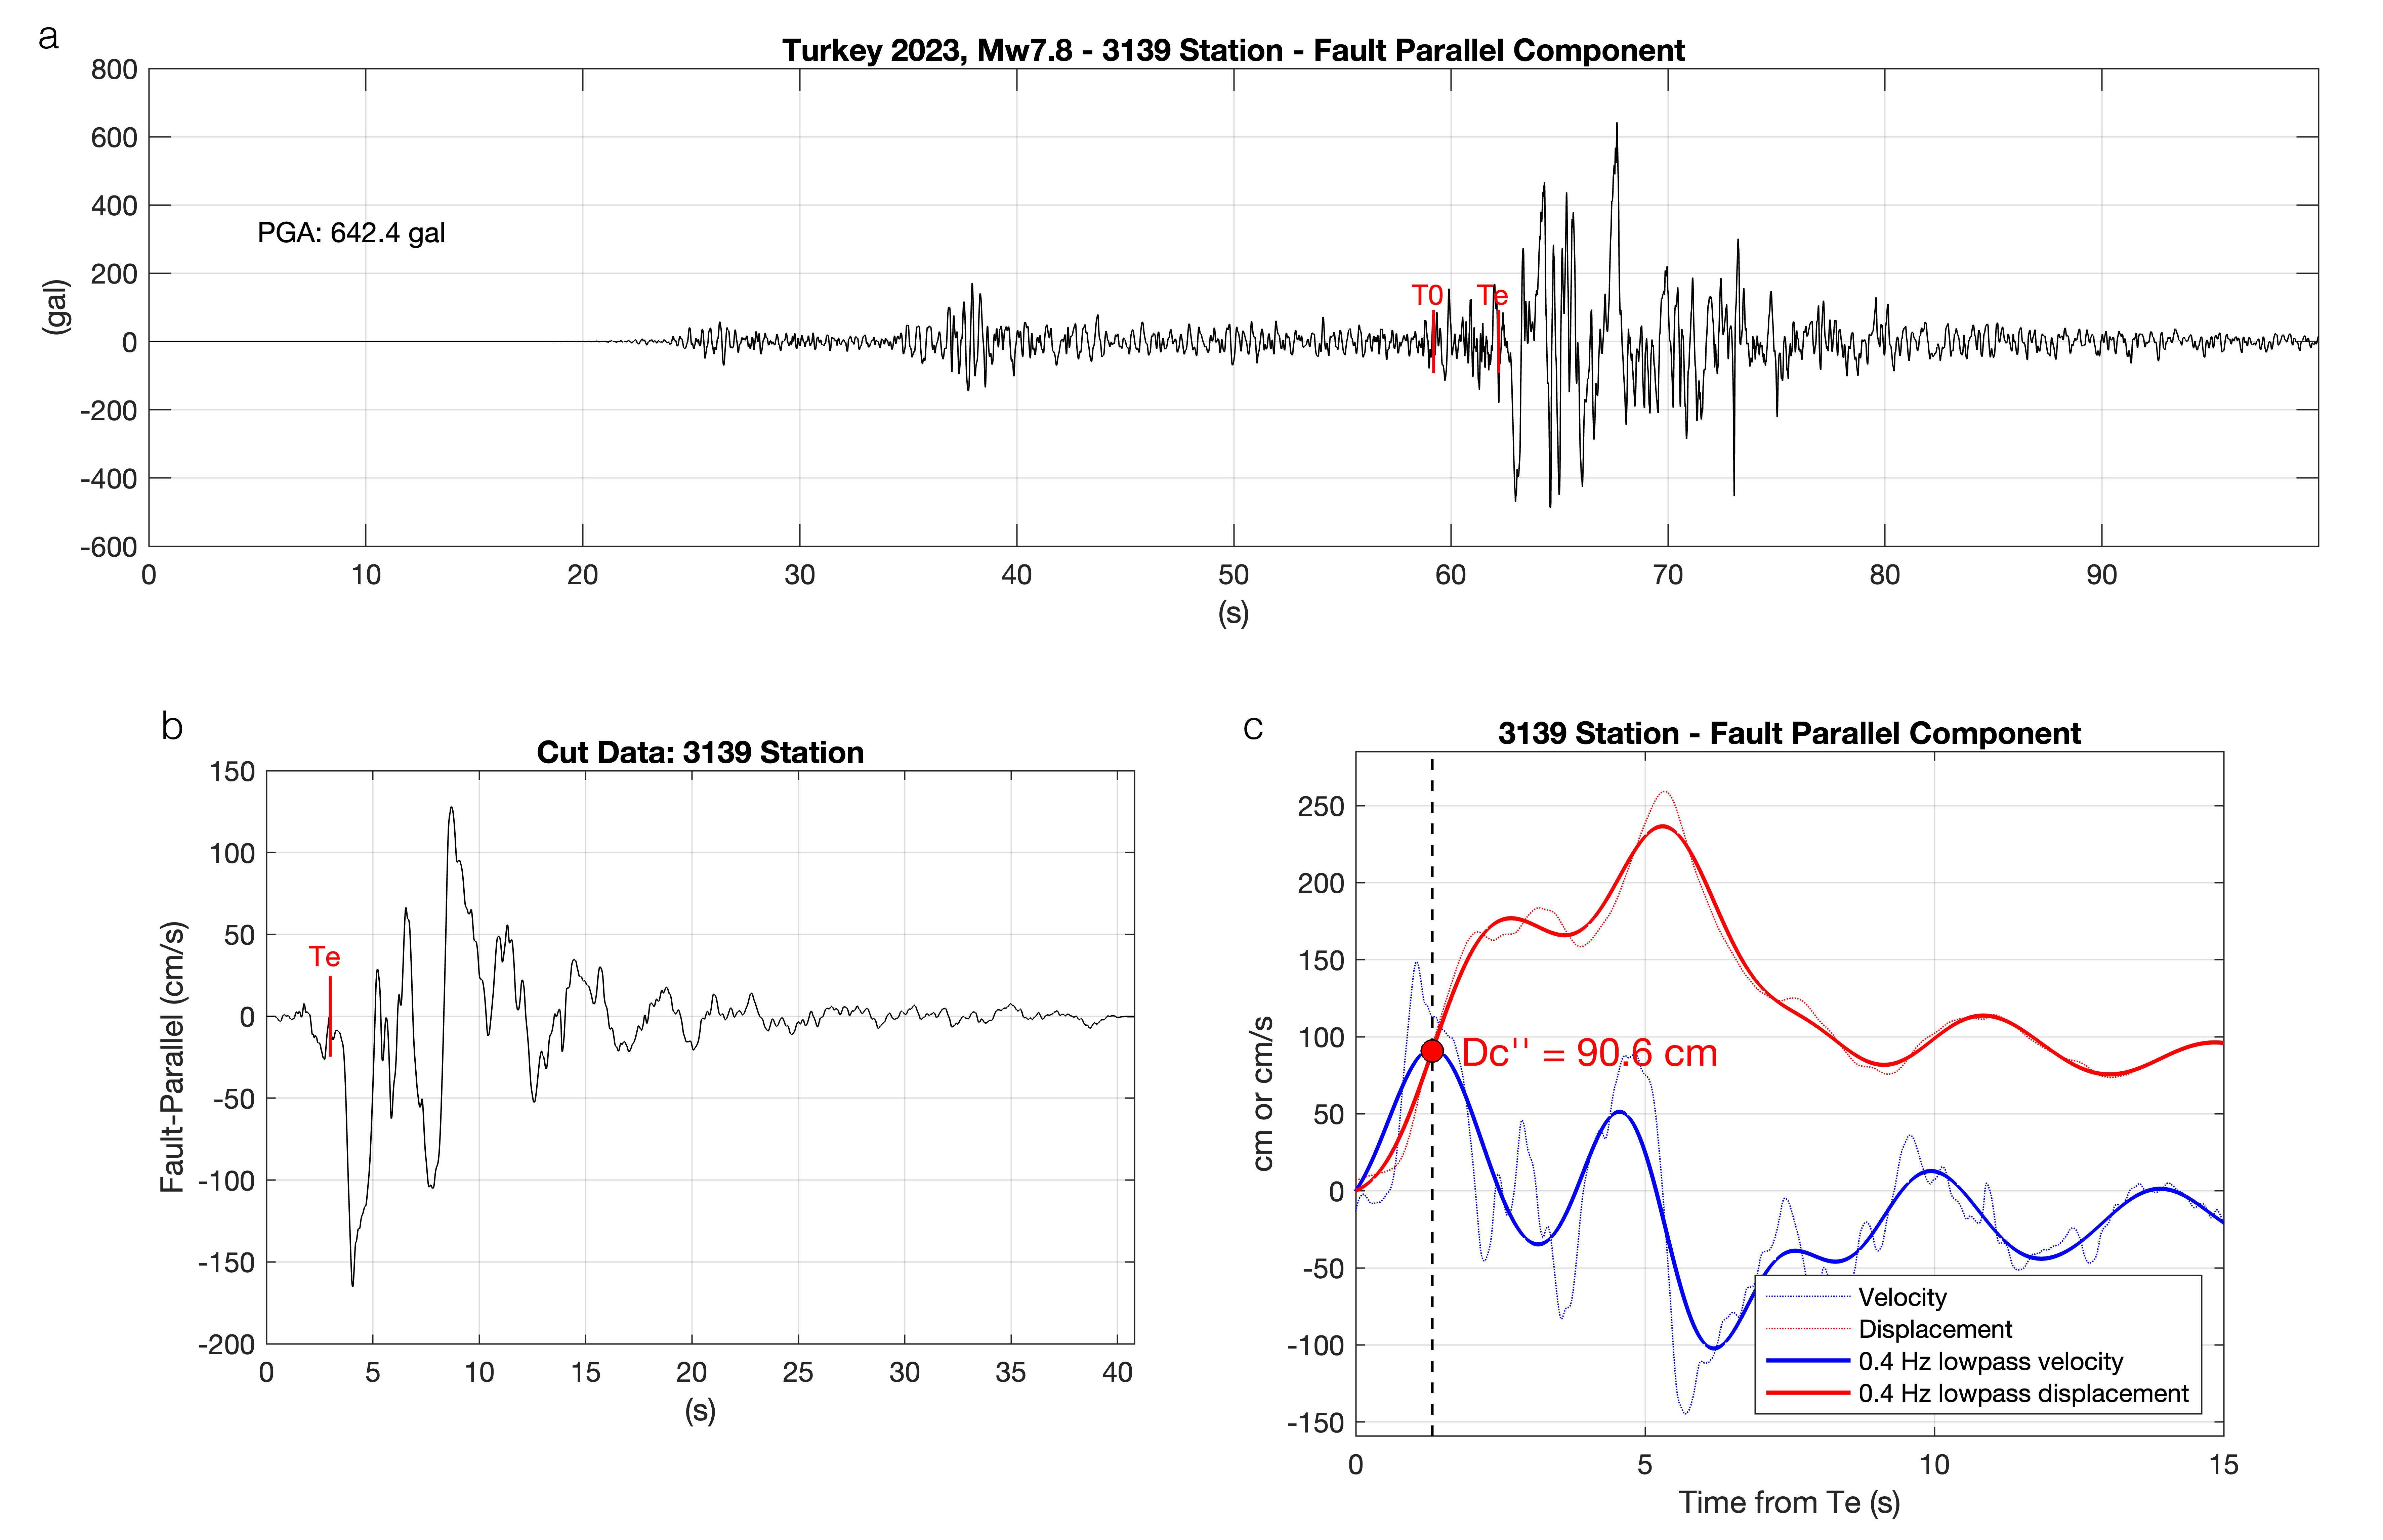 a
Turkey 2023, Mw7.8 - 3139 Station - Fault Parallel Component
800
600
400
200
0
-200
-400
-600
(gal)
PGA: 642.4 gal
T0
Te
0 10 20 30 40 50 60 70 80 90
(s)
b
Cut Data: 3139 Station
150
100
50
0
-50
-100
-150
-200
Fault-Parallel (cm/s)
Te
0 5 10 15 20 25 30 35 40
(s)
c
3139 Station - Fault Parallel Component
250
200
150
100
50
0
-50
-100
-150
cm or cm/s
Dc'' = 90.6 cm
Velocity
Displacement
0.4 Hz lowpass velocity
0.4 Hz lowpass displacement
0 5 10 15
Time from Te (s)